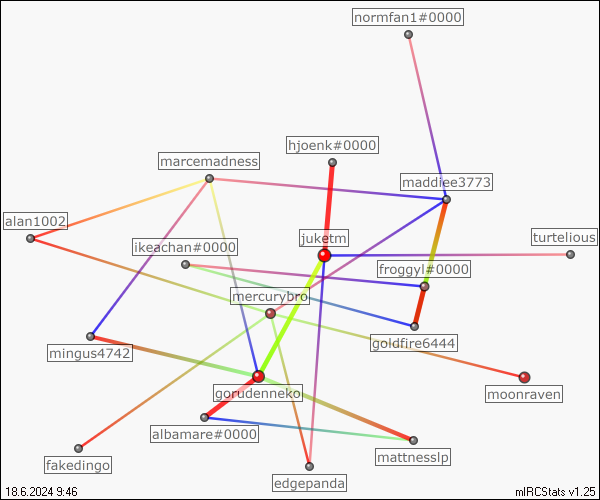 normfan1#0000
hjoenk#0000
marcemadness
maddiee3773
alan1002
juketm
turtelious
ikeachan#0000
froggyl#0000
mercurybro
goldfire6444
mingus4742
gorudenneko
moonraven
albamare#0000
mattnesslp
fakedingo
edgepanda
18.6.2024 9:46
mIRCStats v1.25